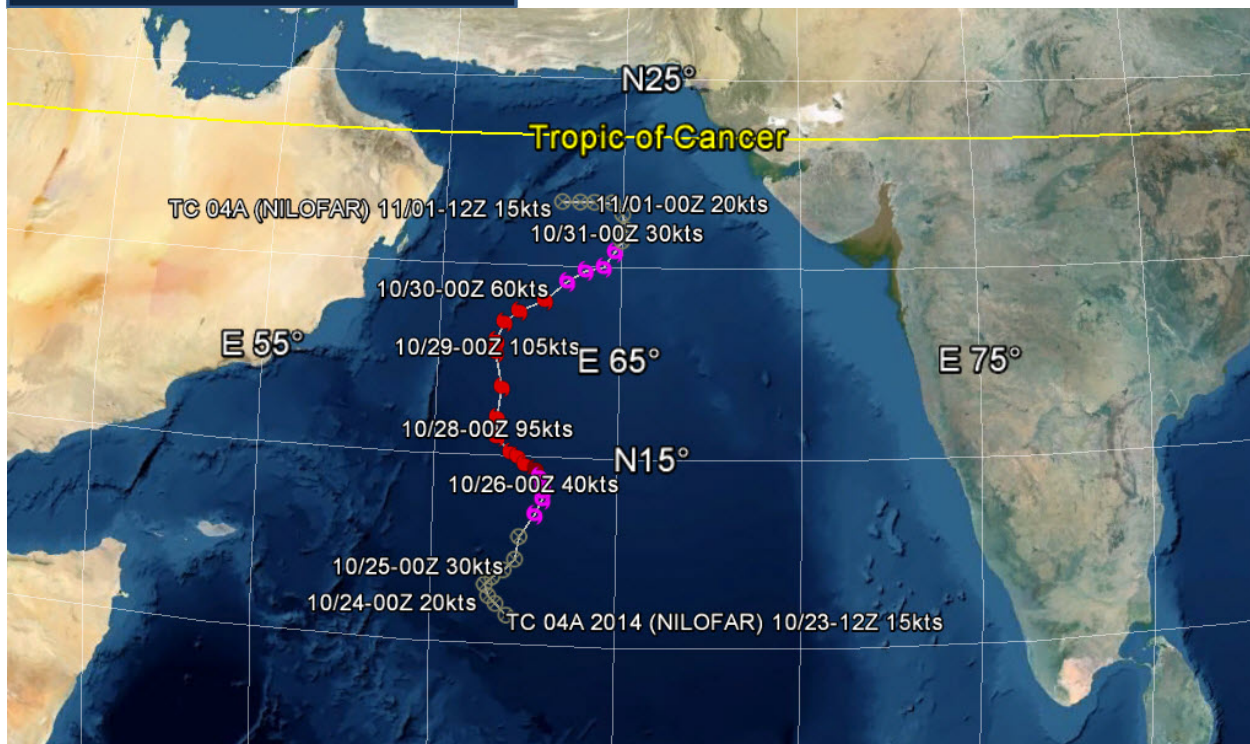 N25°
Tropic of Cancer
TC 04A (NILOFAR) 11/01-12Z 15kts
11/01-00Z 20kts
10/31-00Z 30kts
10/30-00Z 60kts
E 55°
10/29-00Z 105kts
E 65°
E 75°
10/28-00Z 95kts
N15°
10/26-00Z 40kts
10/25-00Z 30kts
10/24-00Z 20kts
TC 04A 2014 (NILOFAR) 10/23-12Z 15kts